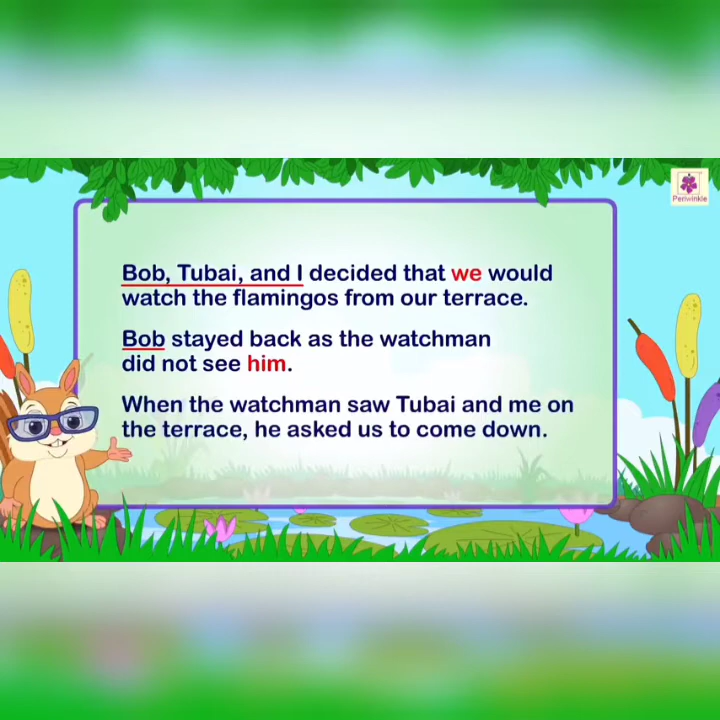 Periwinkle
Bob, Tubai, and I decided that we would
watch the flamingos from our terrace.
Bob stayed back as the watchman
did not see him.
When the watchman saw Tubai and me on
the terrace, he asked us to come down.